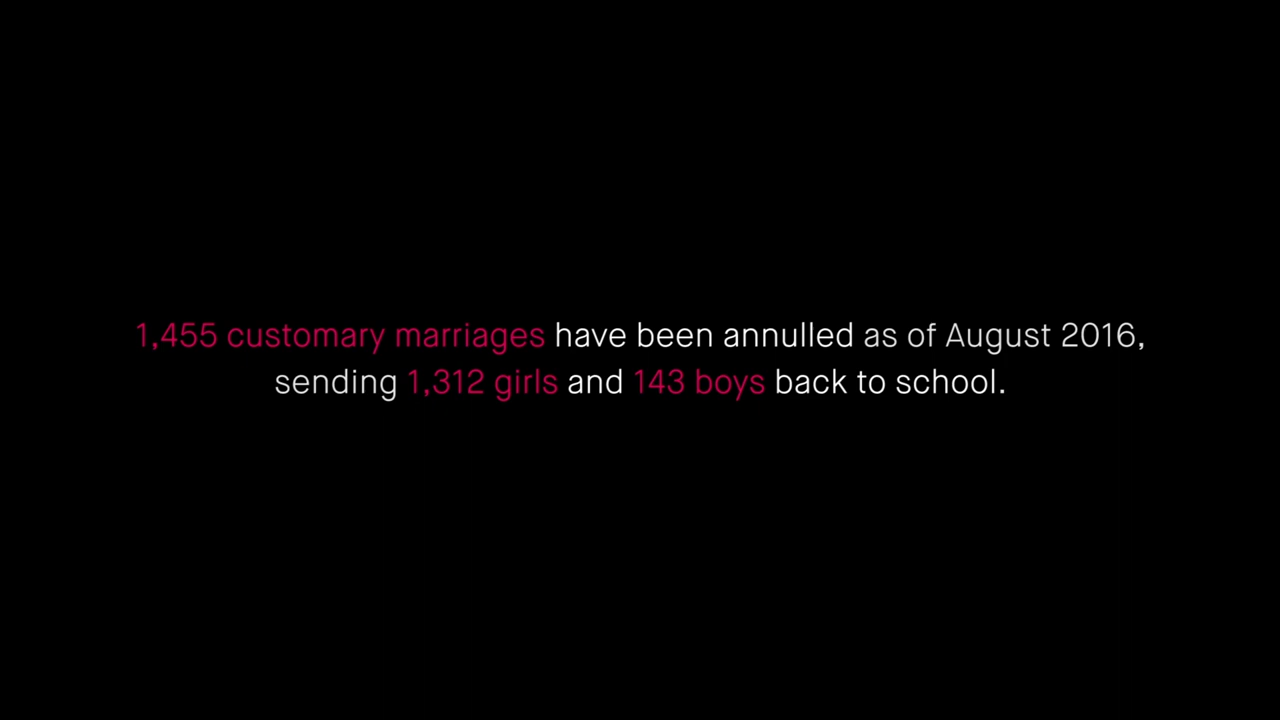 1,455 customary marriages have been annulled as of August 2016,
sending 1,312 girls and 143 boys back to school.